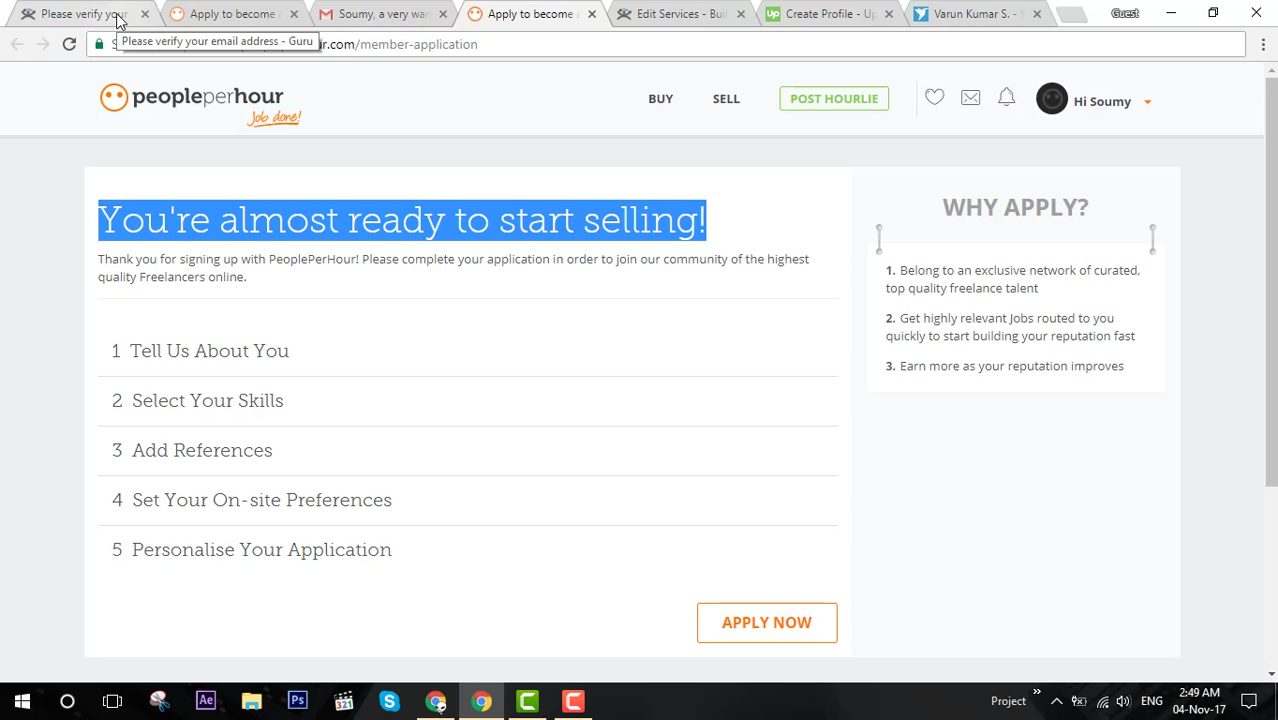 Please verify your
Apply to become
Soumy, a very wan
Apply to become
Edit Services - Buil
Create Profile - Up
Varun Kumar S. - 
Guest
Please verify your email address - Guru
ur.com/member-application
peopleperhour
Job done!
BUY
SELL
POST HOURLIE
Hi Soumy
You're almost ready to start selling!
Thank you for signing up with PeoplePerHour! Please complete your application in order to join our community of the highest
quality Freelancers online.
1 Tell Us About You
2 Select Your Skills
3 Add References
4 Set Your On-site Preferences
5 Personalise Your Application
APPLY NOW
WHY APPLY?
1. Belong to an exclusive network of curated,
top quality freelance talent
2. Get highly relevant Jobs routed to you
quickly to start building your reputation fast
3. Earn more as your reputation improves
Ae
Ps
321
Project
ENG
2:49 AM
04-Nov-17